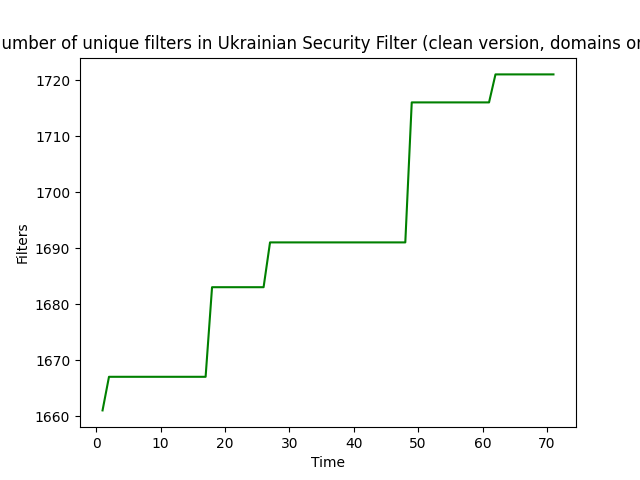 umber of unique filters in Ukrainian Security Filter (clean version, domains or
1720
1710
1700
1690
1680
1670
1660
Filters
0 10 20 30 40 50 60 70
Time